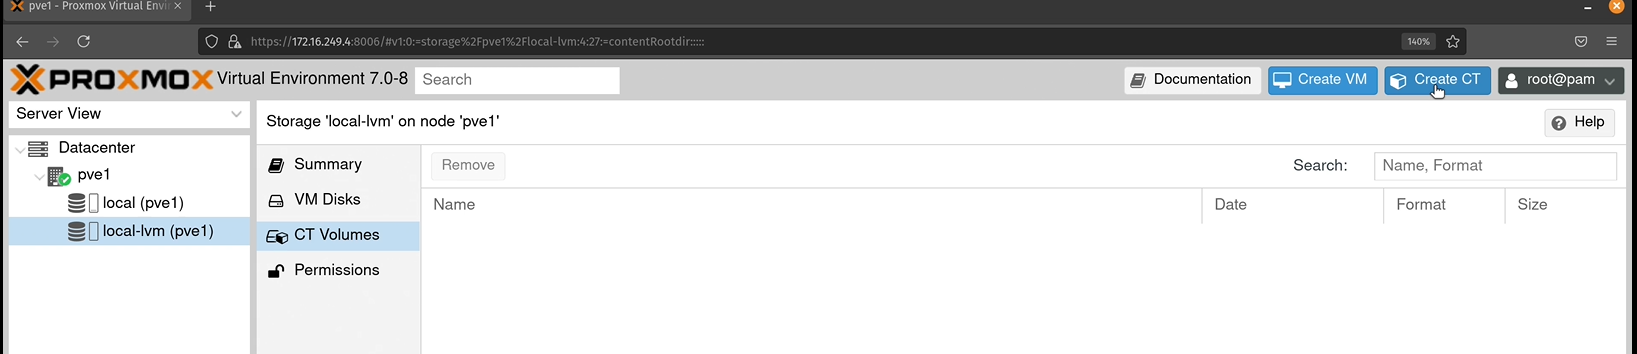 pve1 - Proxmox Virtual Envir
https://172.16.249.4:8006/#v1:0:=storage%2Fpve1%2Flocal-lvm:4:27:=contentRootdir:::::
140%
PROXMOX Virtual Environment 7.0-8
Search
Documentation
Create VM
Create CT
root@pam
Server View
Datacenter
pve1
local (pve1)
local-lvm (pve1)
Storage 'local-lvm' on node 'pve1'
Help
Summary
VM Disks
CT Volumes
Permissions
Remove
Search:
Name, Format
Name
Date
Format
Size